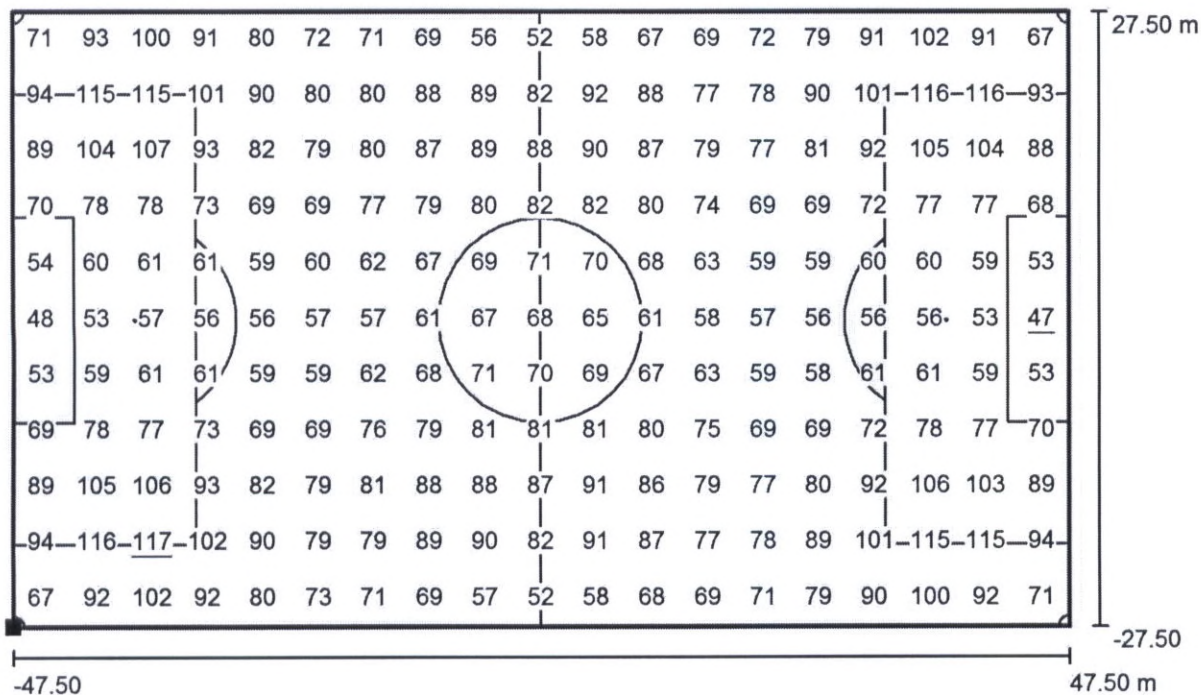 71 93 100 91 80 72 71 69 56 52 58 67 69 72 79 91 102 91 67
27.50 m
94 115 115 101 90 80 80 88 89 82 92 88 77 78 90 101 116 116 93
89 104 107 93 82 79 80 87 89 88 90 87 79 77 81 92 105 104 88
70 78 78 73 69 69 77 79 80 82 82 80 74 69 69 72 77 77 68
54 60 61 61 59 60 62 67 69 71 70 68 63 59 59 60 60 59 53
48 53 57 56 56 57 57 61 67 68 65 61 58 57 56 56 56 53 47
53 59 61 61 59 59 62 68 71 70 69 67 63 59 58 61 61 59 53
69 78 77 73 69 69 76 79 81 81 81 80 75 69 69 72 78 77 70
89 105 106 93 82 79 81 88 88 87 91 86 79 77 80 92 106 103 89
94 116 117 102 90 79 79 89 90 82 91 87 77 78 89 101 115 115 94
67 92 102 92 80 73 71 69 57 52 58 68 69 71 79 90 100 92 71
-27.50
-47.50
47.50 m